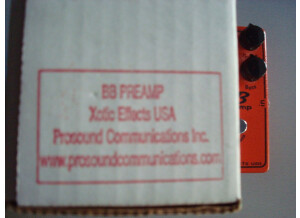 BB PREAMP
Xotic Effects USA
Prosound Communications Inc.
www.prosoundcommunications.com